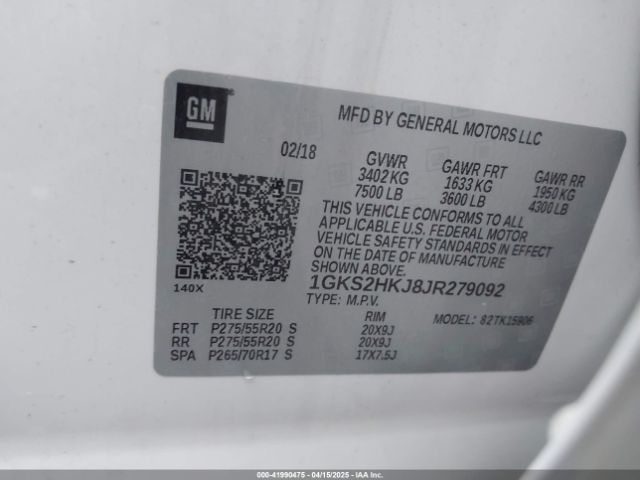 GM
MFD BY GENERAL MOTORS LLC
02/18
GVWR GAWR FRT GAWR RR
3402 KG 1633 KG 1950 KG
7500 LB 3600 LB 4300 LB
THIS VEHICLE CONFORMS TO ALL
APPLICABLE U.S. FEDERAL MOTOR
VEHICLE SAFETY STANDARDS IN EFFECT
ON THE DATE OF MANUFACTURE
SHOWN ABOVE.
140X
1GKS2HKJ8JR279092
TYPE: M.P.V. MODEL: 82TK15906
TIRE SIZE RIM
FRT P275/55R20 S 20X9J
RR P275/55R20 S 20X9J
SPA P265/70R17 S 17X7.5J
000-41990475 - 04/15/2025 - IAA Inc.